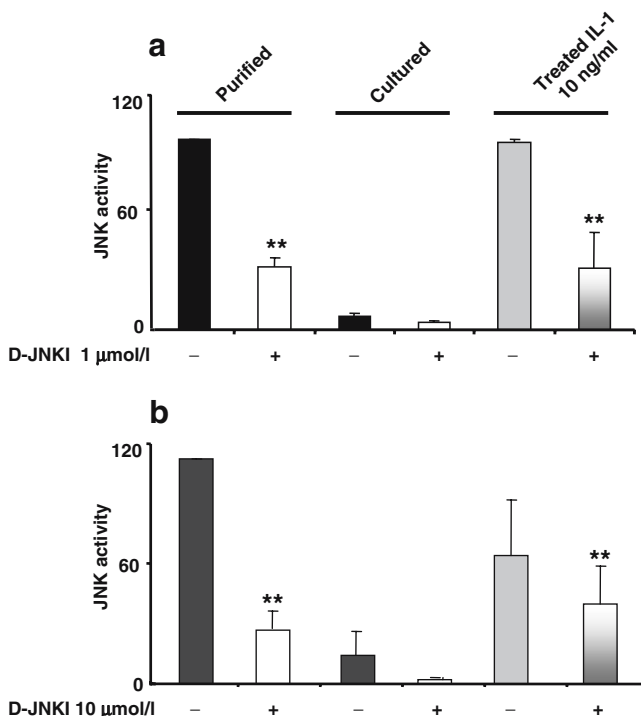 a
Purified
Cultured
Treated IL-1
10 ng/ml
120
JNK activity
60
**
**
0
D-JNKI 1 µmol/l – + – + – +
b
120
JNK activity
60
**
**
0
D-JNKI 10 µmol/l – + – + – +